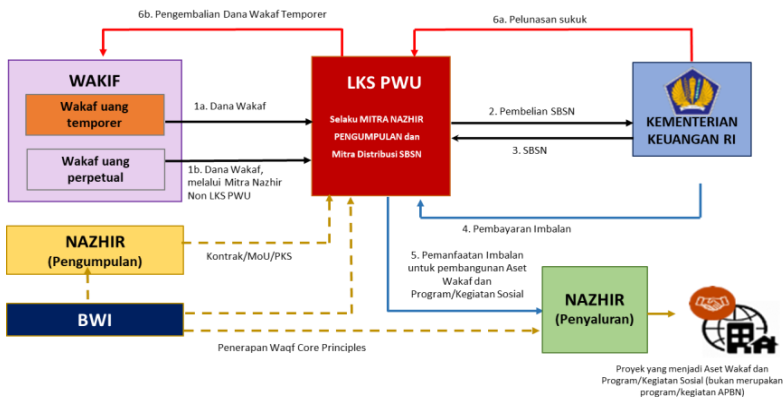 6b. Pengembalian Dana Wakaf Temporer
6a. Pelunasan sukuk
WAKIF
Wakaf uang
temporer
Wakaf uang
perpetual
1a. Dana Wakaf
1b. Dana Wakaf,
melalui Mitra Nazhir
Non LKS PWU
LKS PWU
Selaku MITRA NAZHIR
PENGUMPULAN dan
Mitra Distribusi SBSN
2. Pembelian SBSN
3. SBSN
KEMENTERIAN
KEUANGAN RI
4. Pembayaran Imbalan
NAZHIR
(Pengumpulan)
Kontrak/MoU/PKS
5. Pemanfaatan Imbalan
untuk pembangunan Aset
Wakaf dan
Program/Kegiatan Sosial
BWI
NAZHIR
(Penyaluran)
Penerapan Waqf Core Principles
Proyek yang menjadi Aset Wakaf dan
Program/Kegiatan Sosial (bukan merupakan
program/kegiatan APBN)